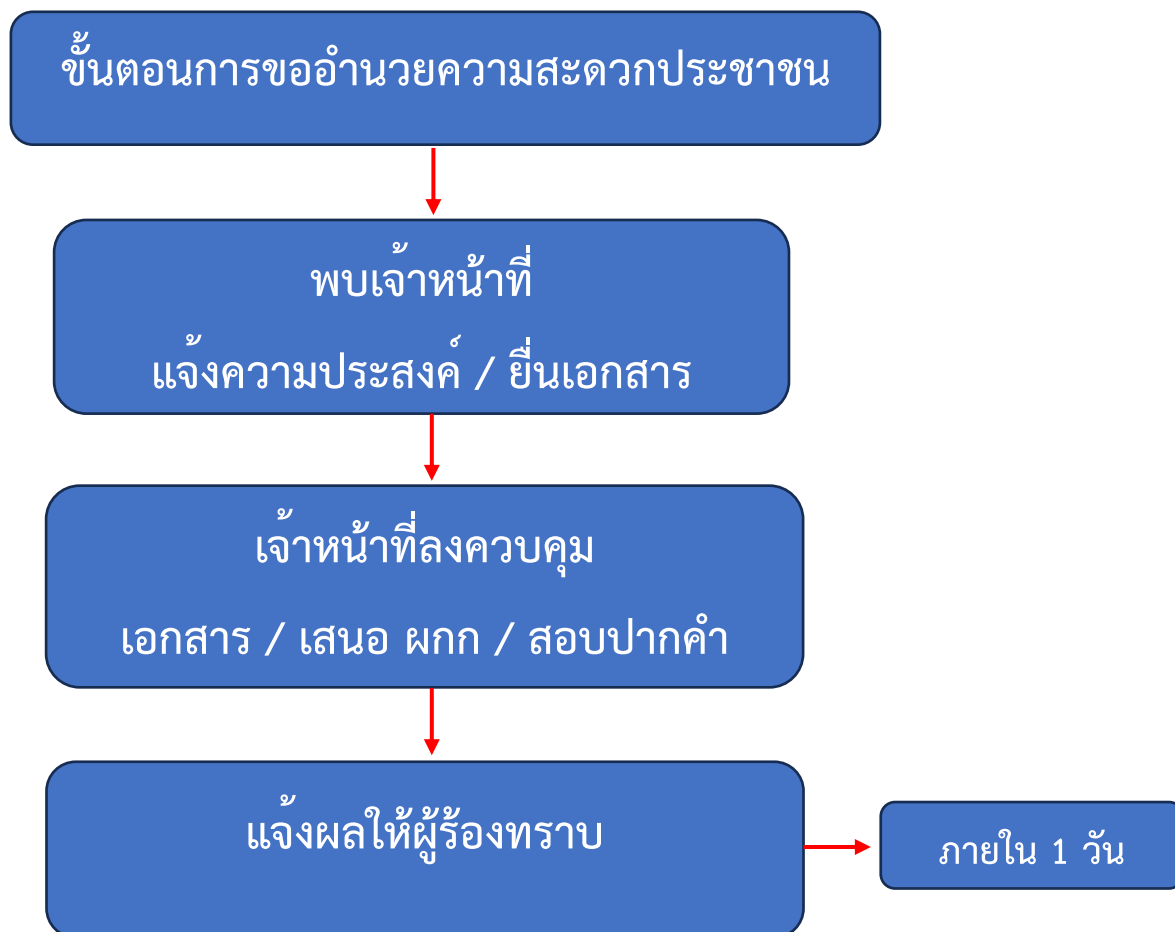 ขั้นตอนการขออำนวยความสะดวกประชาชน
พบเจ้าหน้าที่
แจ้งความประสงค์ / ยื่นเอกสาร
เจ้าหน้าที่ลงควบคุม
เอกสาร / เสนอ ผกก / สอบปากคำ
แจ้งผลให้ผู้ร้องทราบ
ภายใน 1 วัน